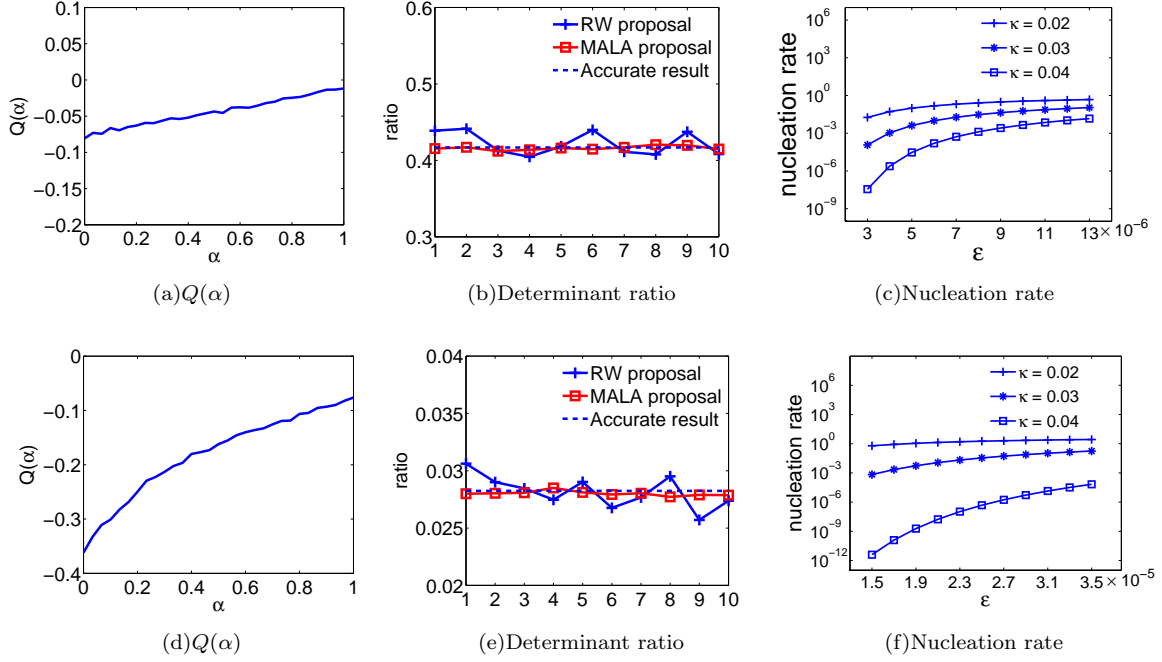 0.1
0.05
0
−0.05
−0.1
−0.15
−0.2
Q(α)
0 0.2 0.4 0.6 0.8 1
α
(a)Q(α)
0.6
0.5
0.4
0.3
ratio
RW proposal
MALA proposal
Accurate result
1 2 3 4 5 6 7 8 9 10
(b)Determinant ratio
10^6
10^3
10^0
10^−3
10^−6
10^−9
nucleation rate
κ = 0.02
κ = 0.03
κ = 0.04
3 5 7 9 11 13 × 10^−6
ε
(c)Nucleation rate
0
−0.1
−0.2
−0.3
−0.4
Q(α)
0 0.2 0.4 0.6 0.8 1
α
(d)Q(α)
0.04
0.035
0.03
0.025
0.02
ratio
RW proposal
MALA proposal
Accurate result
1 2 3 4 5 6 7 8 9 10
(e)Determinant ratio
10^6
10^3
10^0
10^−3
10^−6
10^−9
10^−12
nucleation rate
κ = 0.02
κ = 0.03
κ = 0.04
1.5 1.9 2.3 2.7 3.1 3.5 × 10^−5
ε
(f)Nucleation rate